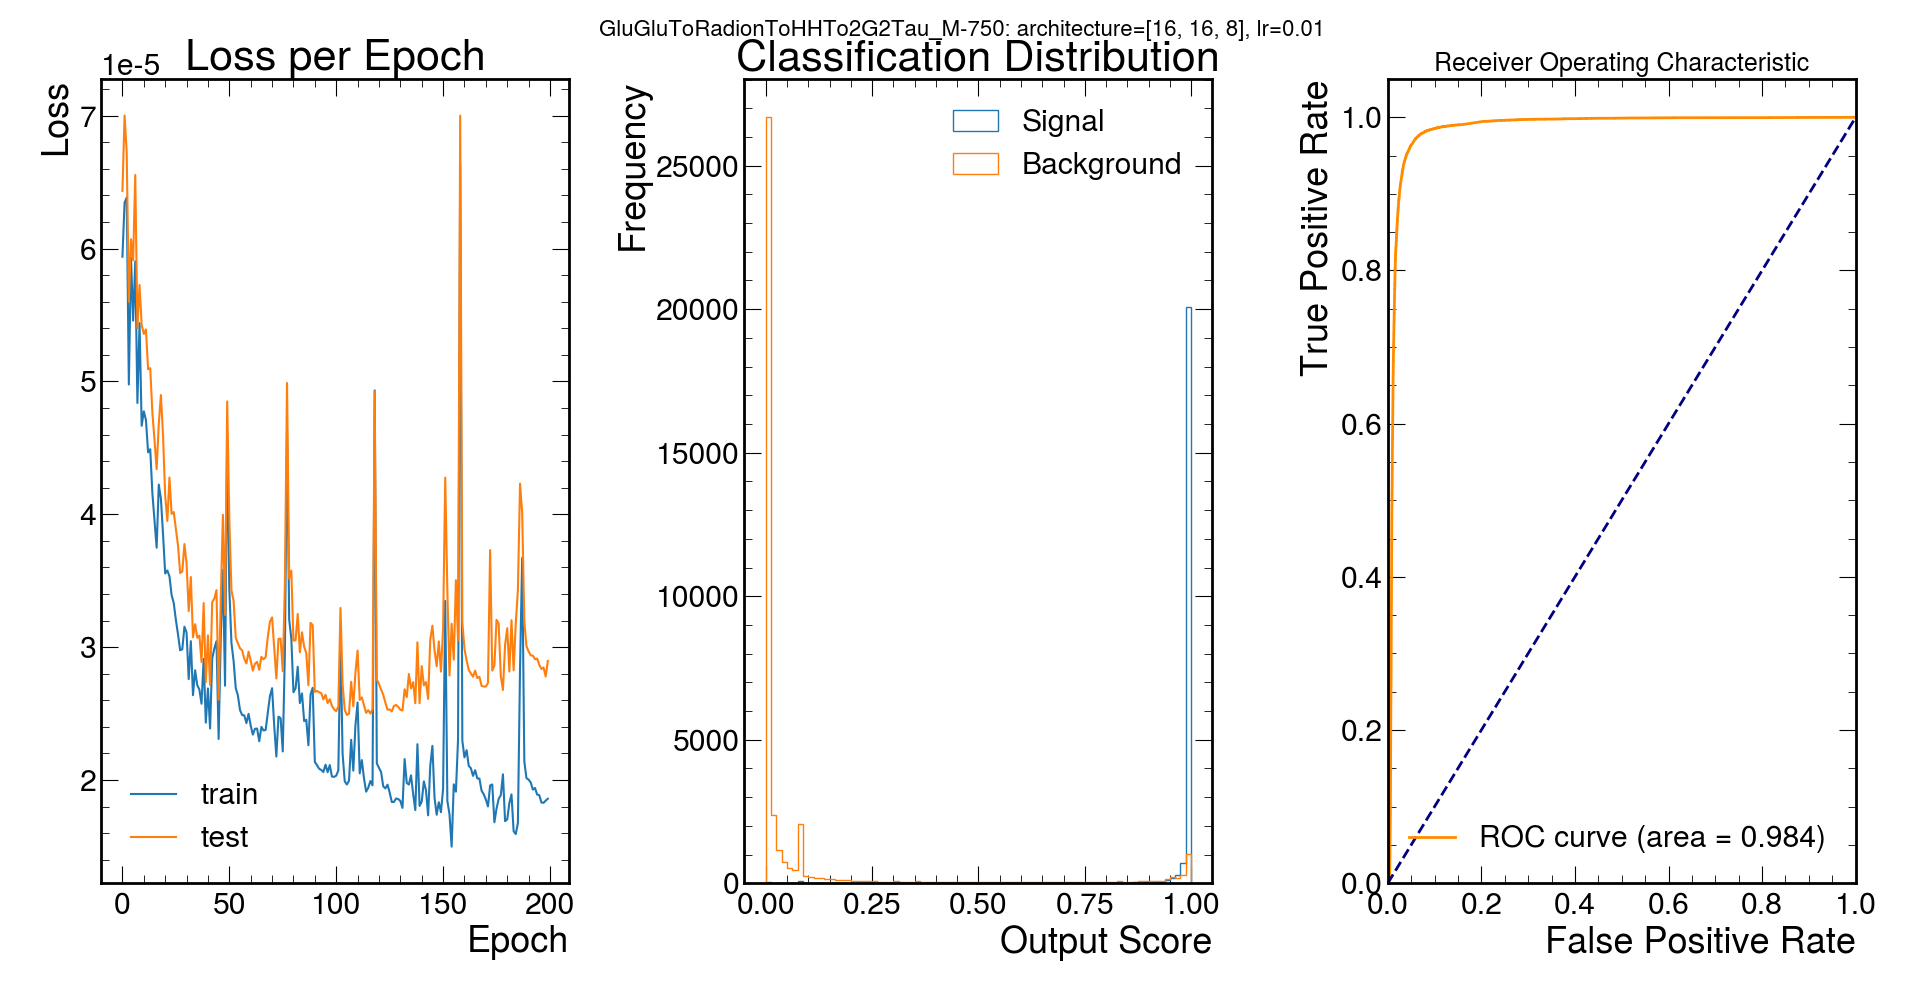 GluGluToRadionToHHTo2G2Tau_M-750: architecture=[16, 16, 8], lr=0.01
Loss per Epoch
1e-5
Loss
7
6
5
4
3
2
train
test
0 50 100 150 200
Epoch
Classification Distribution
Frequency
Signal
Background
25000
20000
15000
10000
5000
0
0.00 0.25 0.50 0.75 1.00
Output Score
Receiver Operating Characteristic
True Positive Rate
1.0
0.8
0.6
0.4
0.2
0.0
ROC curve (area = 0.984)
0.0 0.2 0.4 0.6 0.8 1.0
False Positive Rate